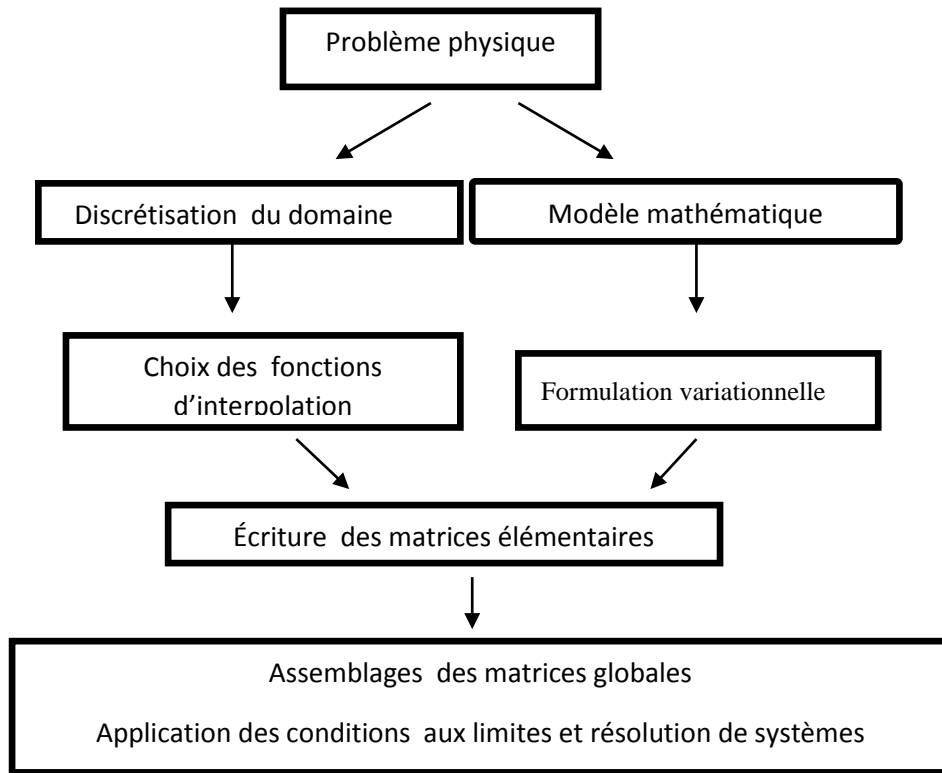 Problème physique
Discrétisation du domaine
Modèle mathématique
Choix des fonctions
d’interpolation
Formulation variationnelle
Écriture des matrices élémentaires
Assemblages des matrices globales
Application des conditions aux limites et résolution de systèmes